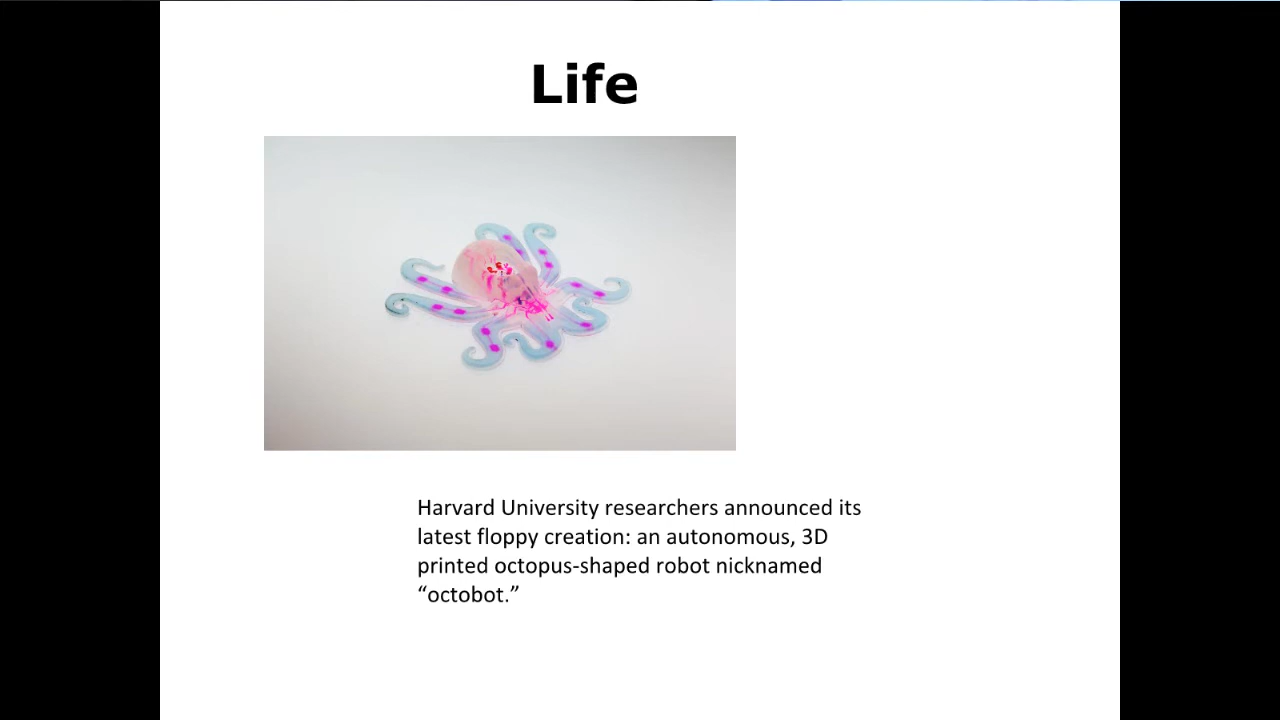 Life
Harvard University researchers announced its
latest floppy creation: an autonomous, 3D
printed octopus-shaped robot nicknamed
“octobot.”